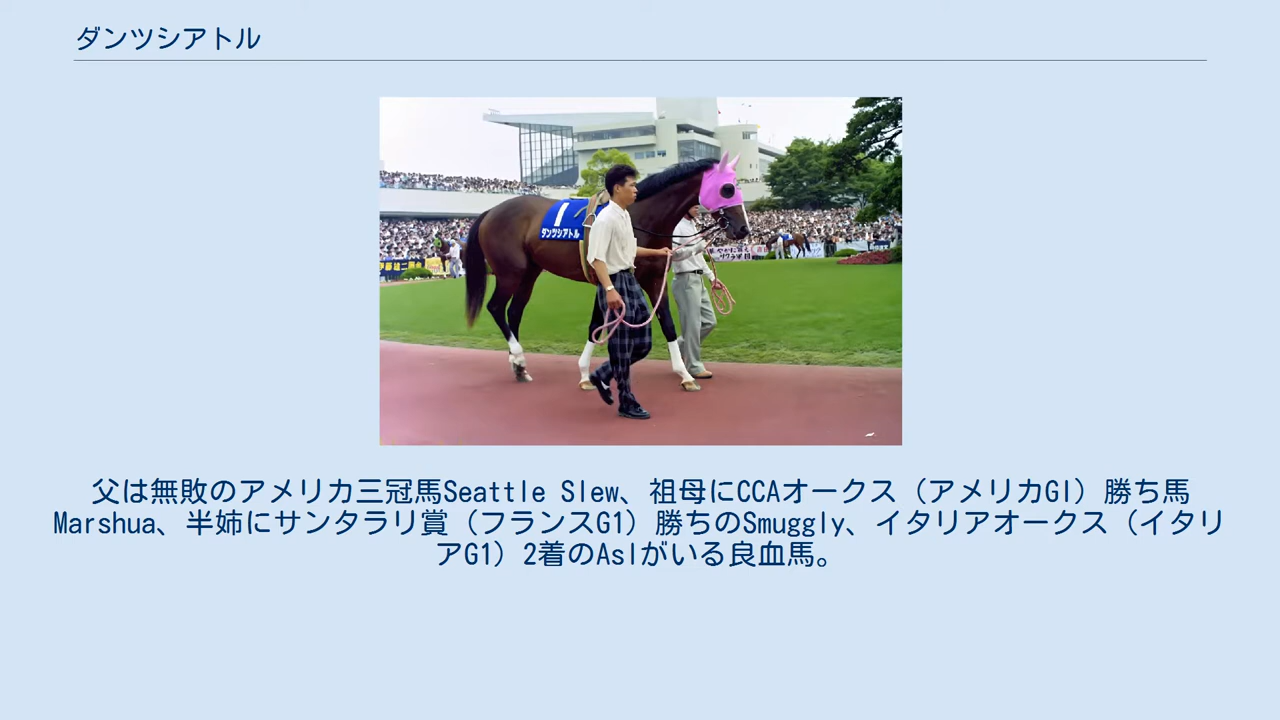 ダンツシアトル
1
ダンツシアトル
父は無敗のアメリカ三冠馬Seattle Slew、祖母にCCAオークス（アメリカGI）勝ち馬
Marshua、半姉にサンタラリ賞（フランスG1）勝ちのSmuggly、イタリアオークス（イタリ
アG1）2着のAslがいる良血馬。